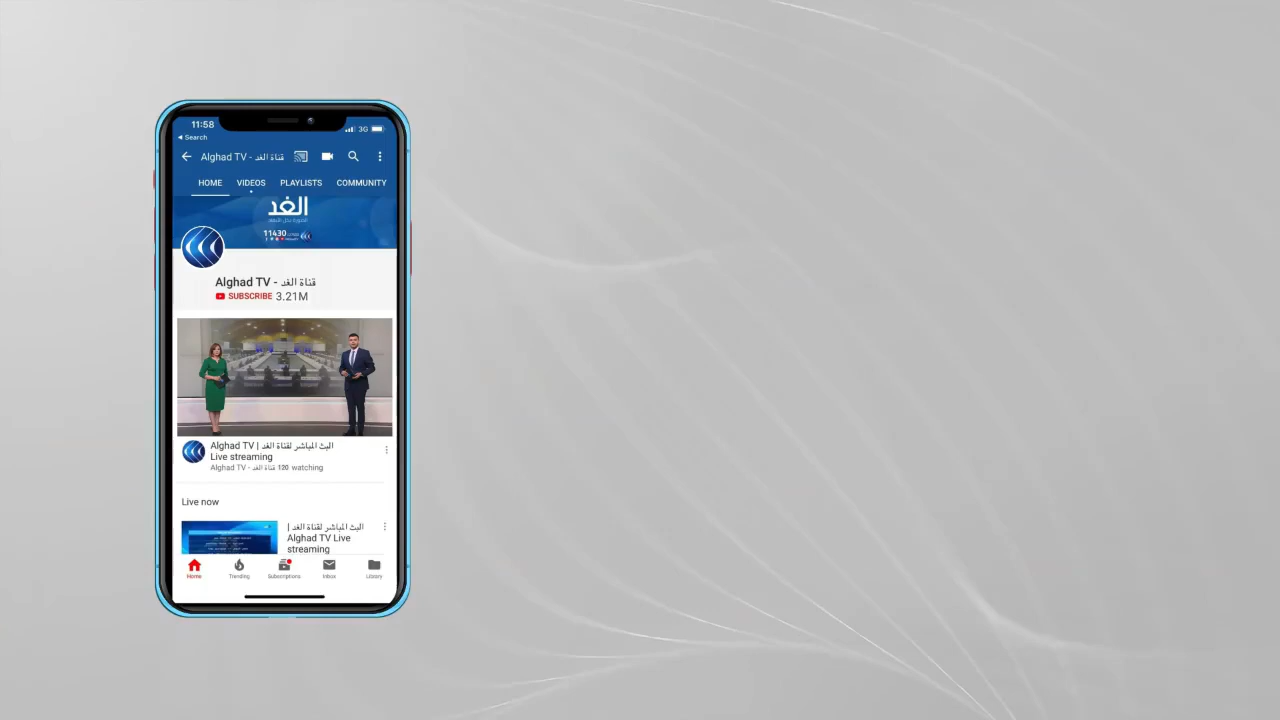 11:58
3G
Search
Alghad TV - قناة الغد
HOME VIDEOS PLAYLISTS COMMUNITY
الغد
11430
Alghad TV - قناة الغد
SUBSCRIBE 3.21M
Alghad TV | البث المباشر لقناة الغد
Live streaming
Alghad TV - قناة الغد 120 watching
Live now
البث المباشر لقناة الغد |
Alghad TV Live
streaming
Home Trending Subscriptions Inbox Library